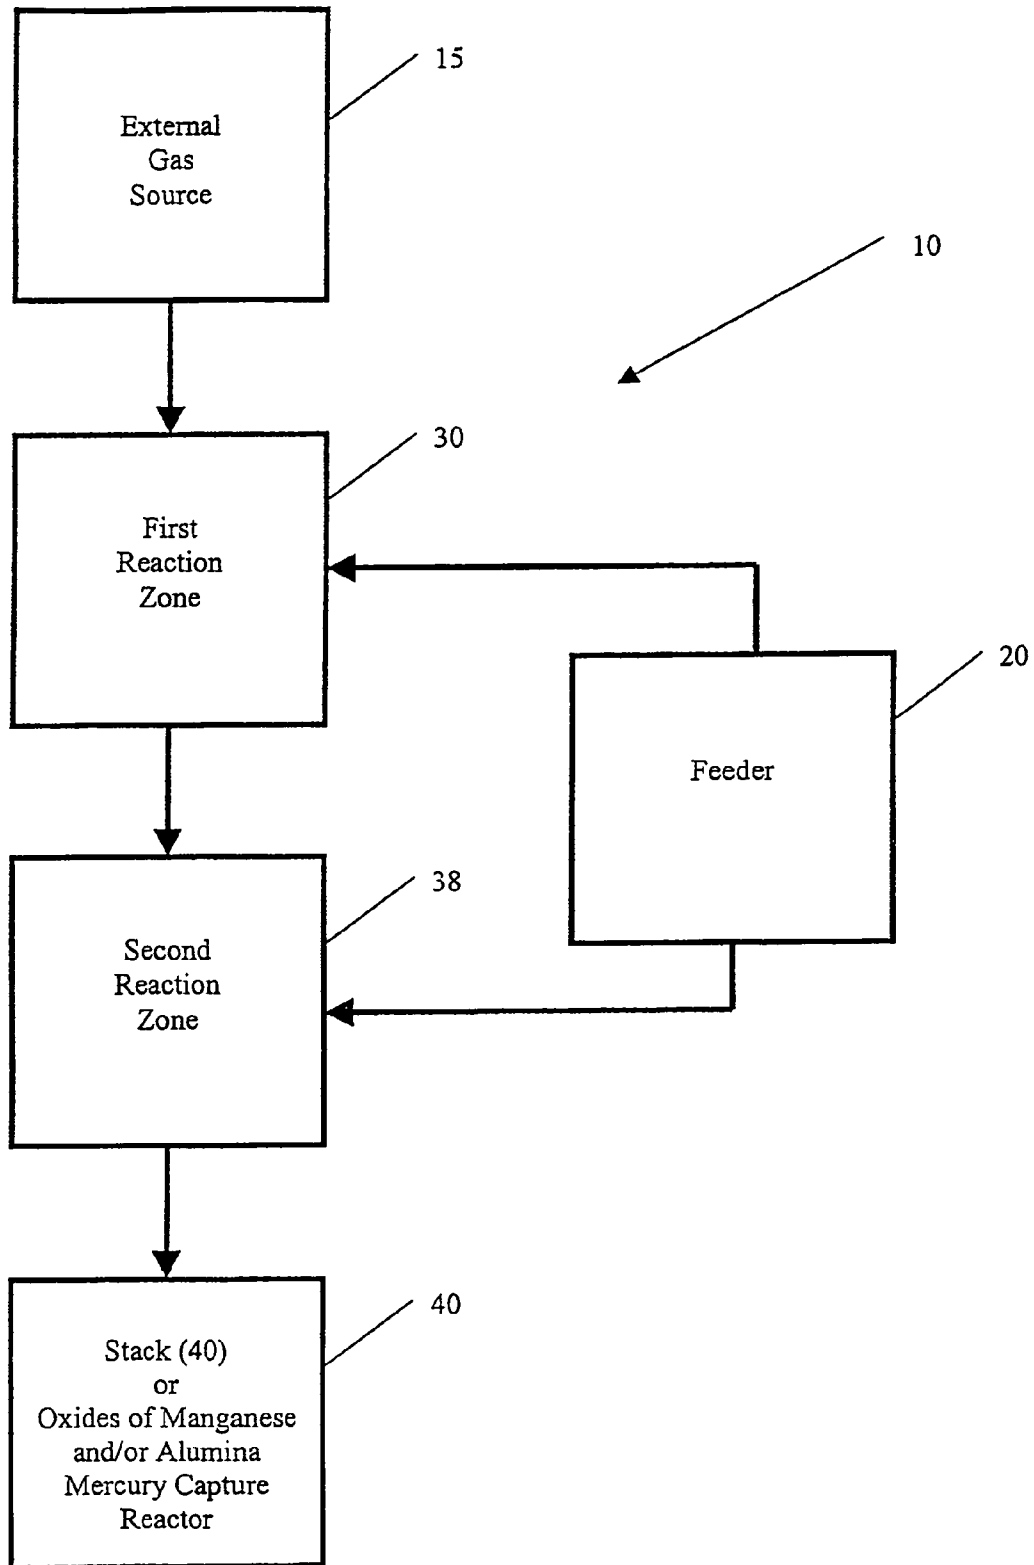 15
External
Gas
Source
10
30
First
Reaction
Zone
20
Feeder
38
Second
Reaction
Zone
40
Stack (40)
or
Oxides of Manganese
and/or Alumina
Mercury Capture
Reactor